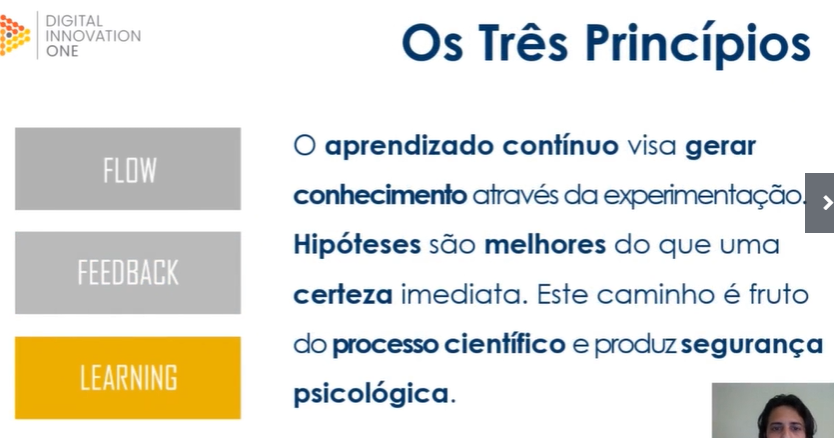 DIGITAL
INNOVATION
ONE
Os Três Princípios
FLOW
FEEDBACK
LEARNING
O aprendizado contínuo visa gerar
conhecimento através da experimentação.
Hipóteses são melhores do que uma
certeza imediata. Este caminho é fruto
do processo científico e produz segurança
psicológica.